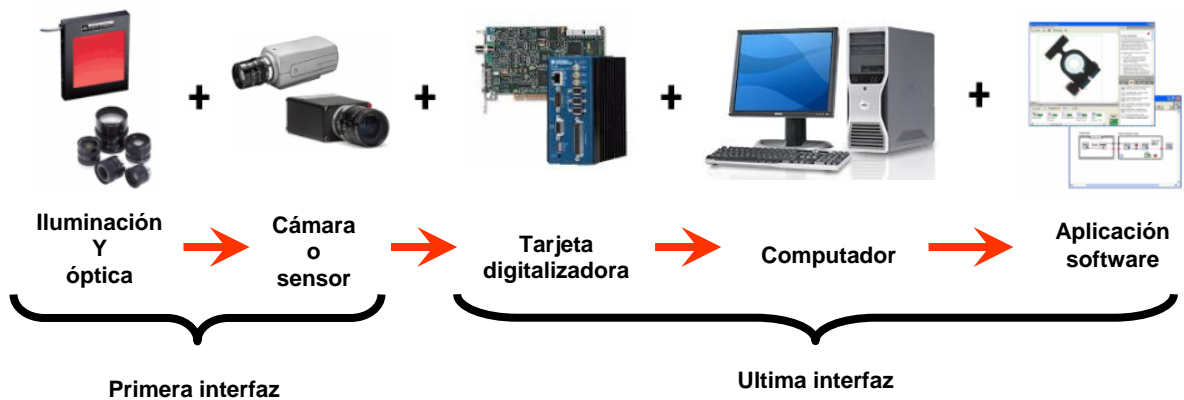 Iluminación
Y
óptica
Cámara
o
sensor
Tarjeta
digitalizadora
Computador
Aplicación
software
Primera interfaz
Ultima interfaz